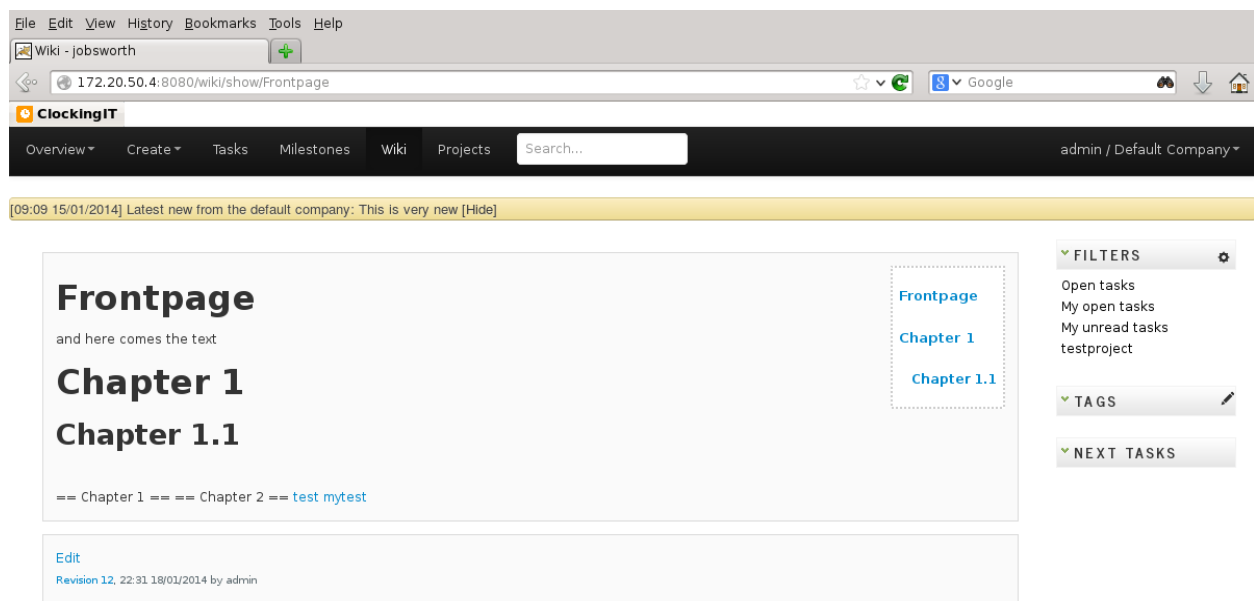 File Edit View History Bookmarks Tools Help
Wiki - jobsworth
172.20.50.4:8080/wiki/show/Frontpage Google
ClockingIT
Overview Create Tasks Milestones Wiki Projects Search... admin / Default Company
[09:09 15/01/2014] Latest new from the default company: This is very new [Hide]
Frontpage
and here comes the text
Chapter 1
Chapter 1.1
== Chapter 1 == == Chapter 2 == test mytest
Frontpage
Chapter 1
Chapter 1.1
Edit
Revision 12, 22:31 18/01/2014 by admin
FILTERS
Open tasks
My open tasks
My unread tasks
testproject
TAGS
NEXT TASKS